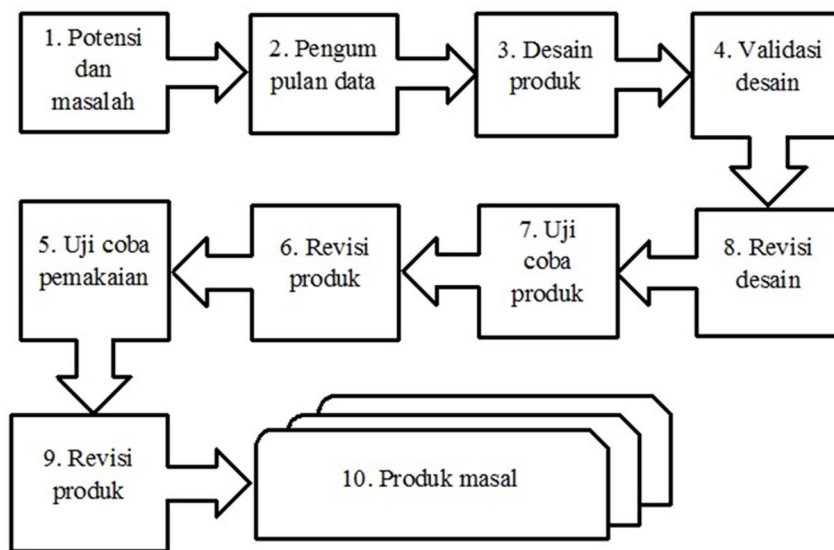 1. Potensi
dan
masalah
2. Pengum
pulan data
3. Desain
produk
4. Validasi
desain
5. Uji coba
pemakaian
6. Revisi
produk
7. Uji
coba
produk
8. Revisi
desain
9. Revisi
produk
10. Produk masal